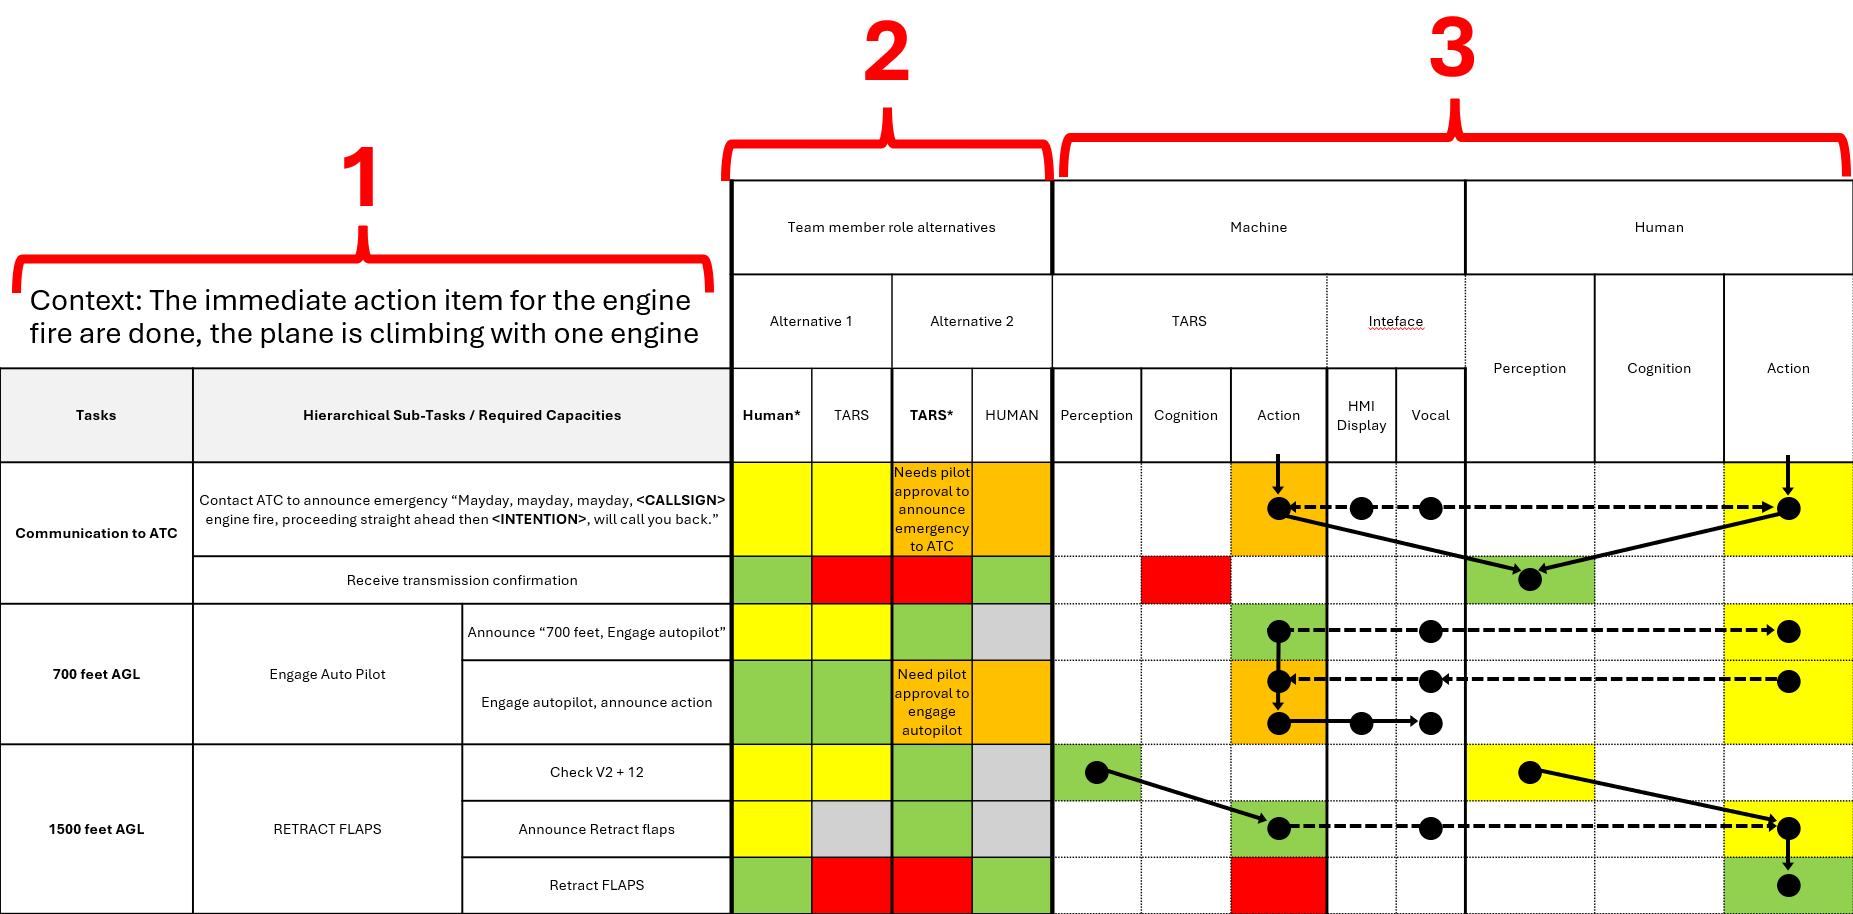 1
2
3
Context: The immediate action item for the engine
fire are done, the plane is climbing with one engine
Team member role alternatives
Machine
Human
Alternative 1
Alternative 2
TARS
Inteface
Perception
Cognition
Action
Tasks
Hierarchical Sub-Tasks / Required Capacities
Human*
TARS
TARS*
HUMAN
Perception
Cognition
Action
HMI
Display
Vocal
Communication to ATC
Contact ATC to announce emergency “Mayday, mayday, mayday, <CALLSIGN>
engine fire, proceeding straight ahead then <INTENTION>, will call you back.”
Needs pilot
approval to
announce
emergency
to ATC
Receive transmission confirmation
700 feet AGL
Engage Auto Pilot
Announce “700 feet, Engage autopilot”
Engage autopilot, announce action
Need pilot
approval to
engage
autopilot
1500 feet AGL
RETRACT FLAPS
Check V2 + 12
Announce Retract flaps
Retract FLAPS